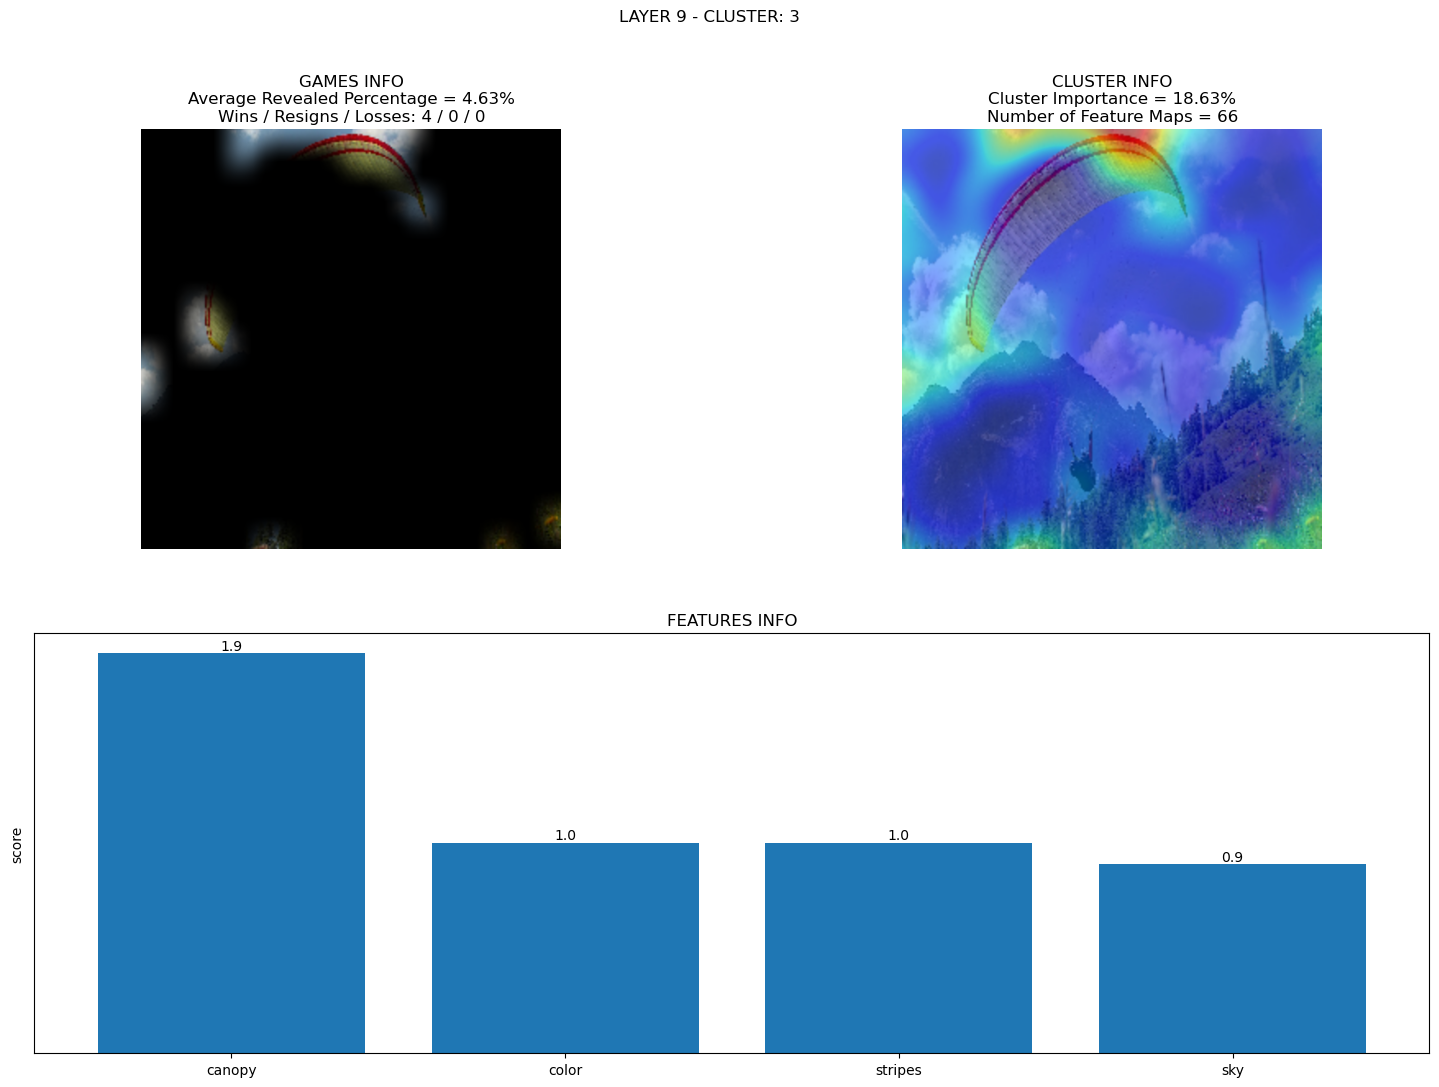 LAYER 9 - CLUSTER: 3
GAMES INFO
Average Revealed Percentage = 4.63%
Wins / Resigns / Losses: 4 / 0 / 0
CLUSTER INFO
Cluster Importance = 18.63%
Number of Feature Maps = 66
FEATURES INFO
score
1.9
1.0
1.0
0.9
canopy
color
stripes
sky